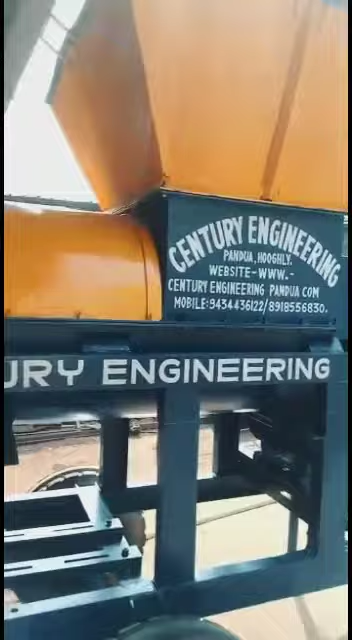 CENTURY ENGINEERING
PANDUA, HOOGHLY.
WEBSITE-WWW.-
CENTURY ENGINEERING PANDUA COM
MOBILE:9434436122/8918556830.
URY ENGINEERING